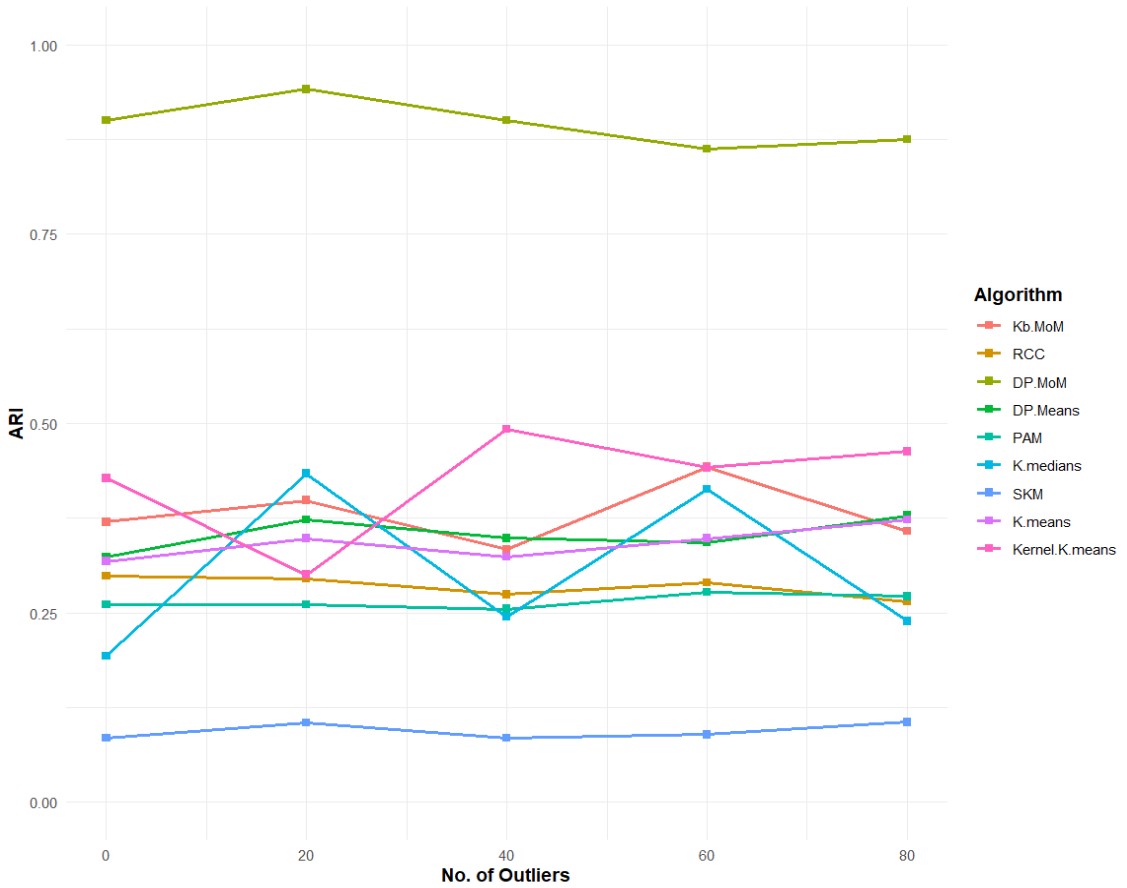 1.00
0.75
0.50
0.25
0.00
ARI
0
20
40
60
80
No. of Outliers
Algorithm
Kb.MoM
RCC
DP.MoM
DP.Means
PAM
K.medians
SKM
K.means
Kernel.K.means